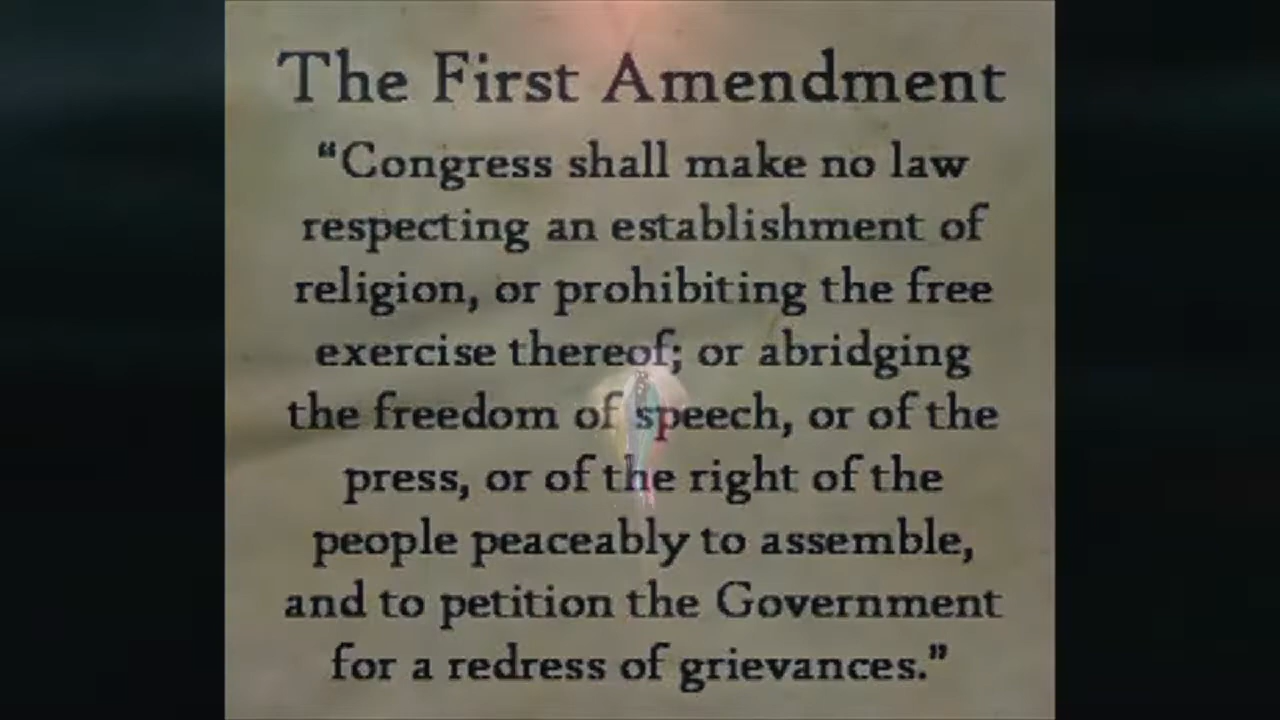 The First Amendment
“Congress shall make no law
respecting an establishment of
religion, or prohibiting the free
exercise thereof; or abridging
the freedom of speech, or of the
press, or of the right of the
people peaceably to assemble,
and to petition the Government
for a redress of grievances.”